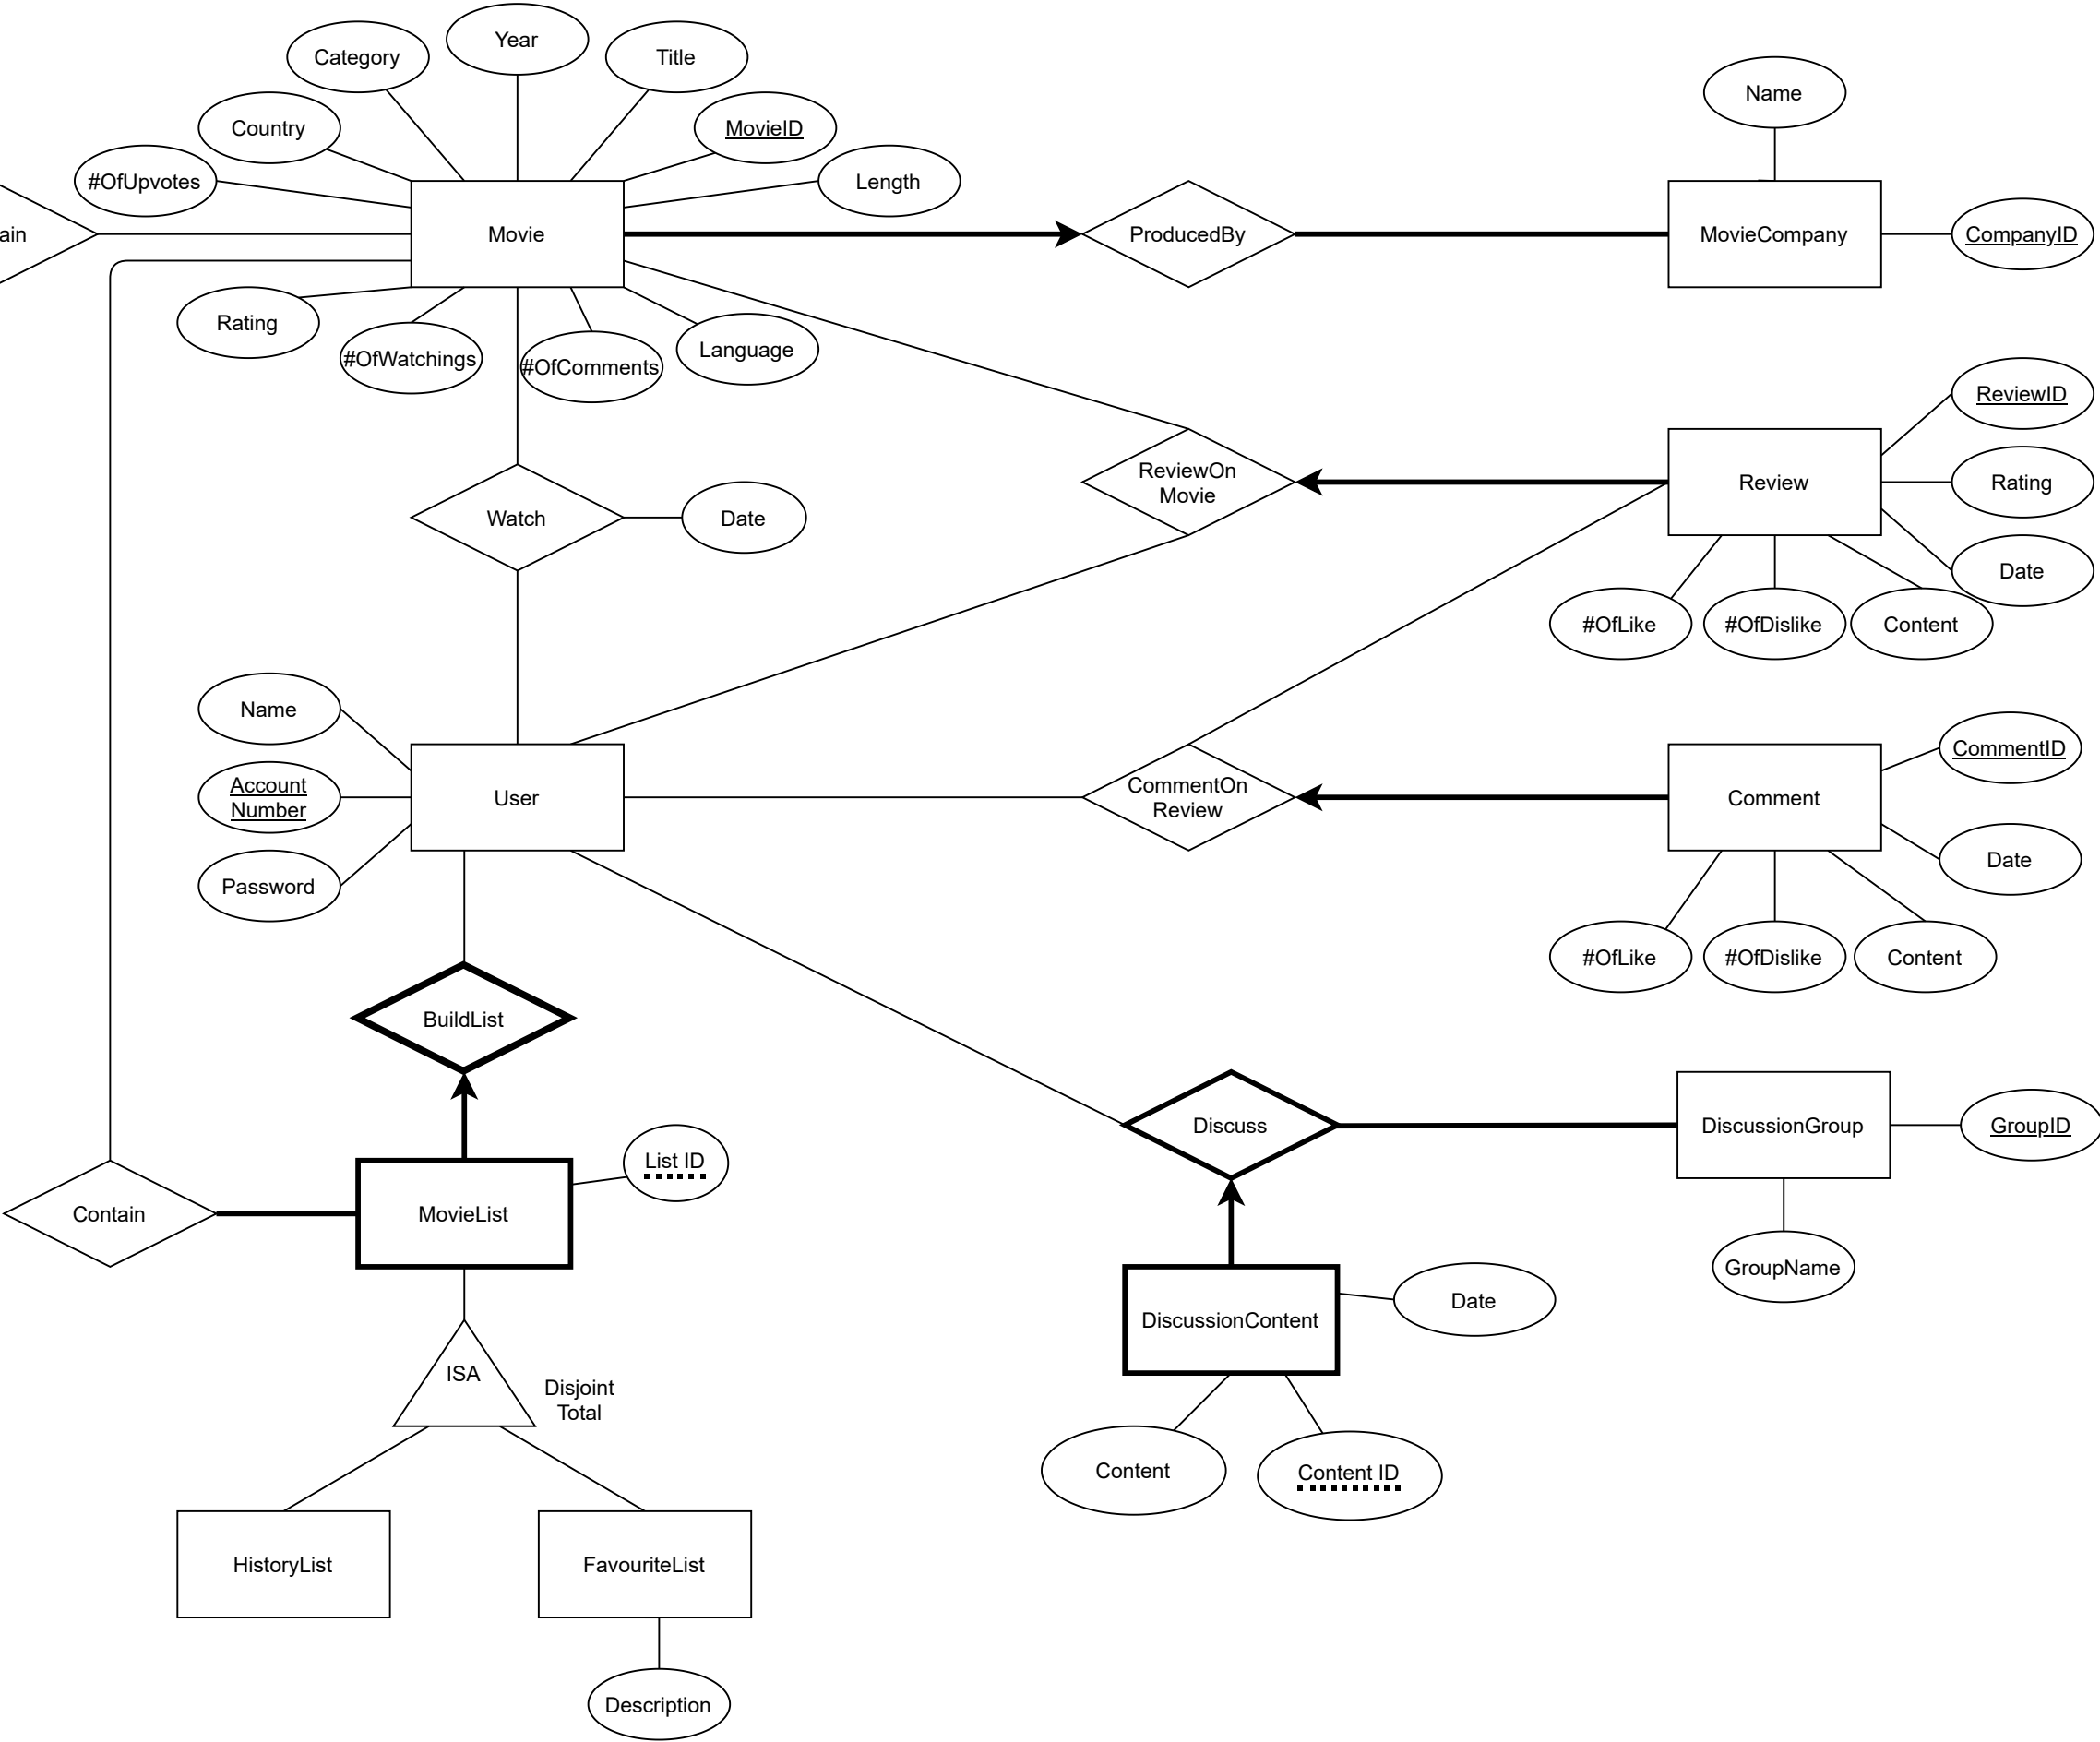 Year
Category
Title
Name
Country
MovieID
#OfUpvotes
Length
ain
Movie
ProducedBy
MovieCompany
CompanyID
Rating
#OfWatchings
#OfComments
Language
ReviewID
ReviewOn
Movie
Review
Rating
Watch
Date
Date
#OfLike
#OfDislike
Content
Name
Account
Number
User
CommentOn
Review
Comment
CommentID
Date
Password
#OfLike
#OfDislike
Content
BuildList
Discuss
DiscussionGroup
GroupID
List ID
Contain
MovieList
GroupName
DiscussionContent
Date
ISA
Disjoint
Total
Content
Content ID
HistoryList
FavouriteList
Description